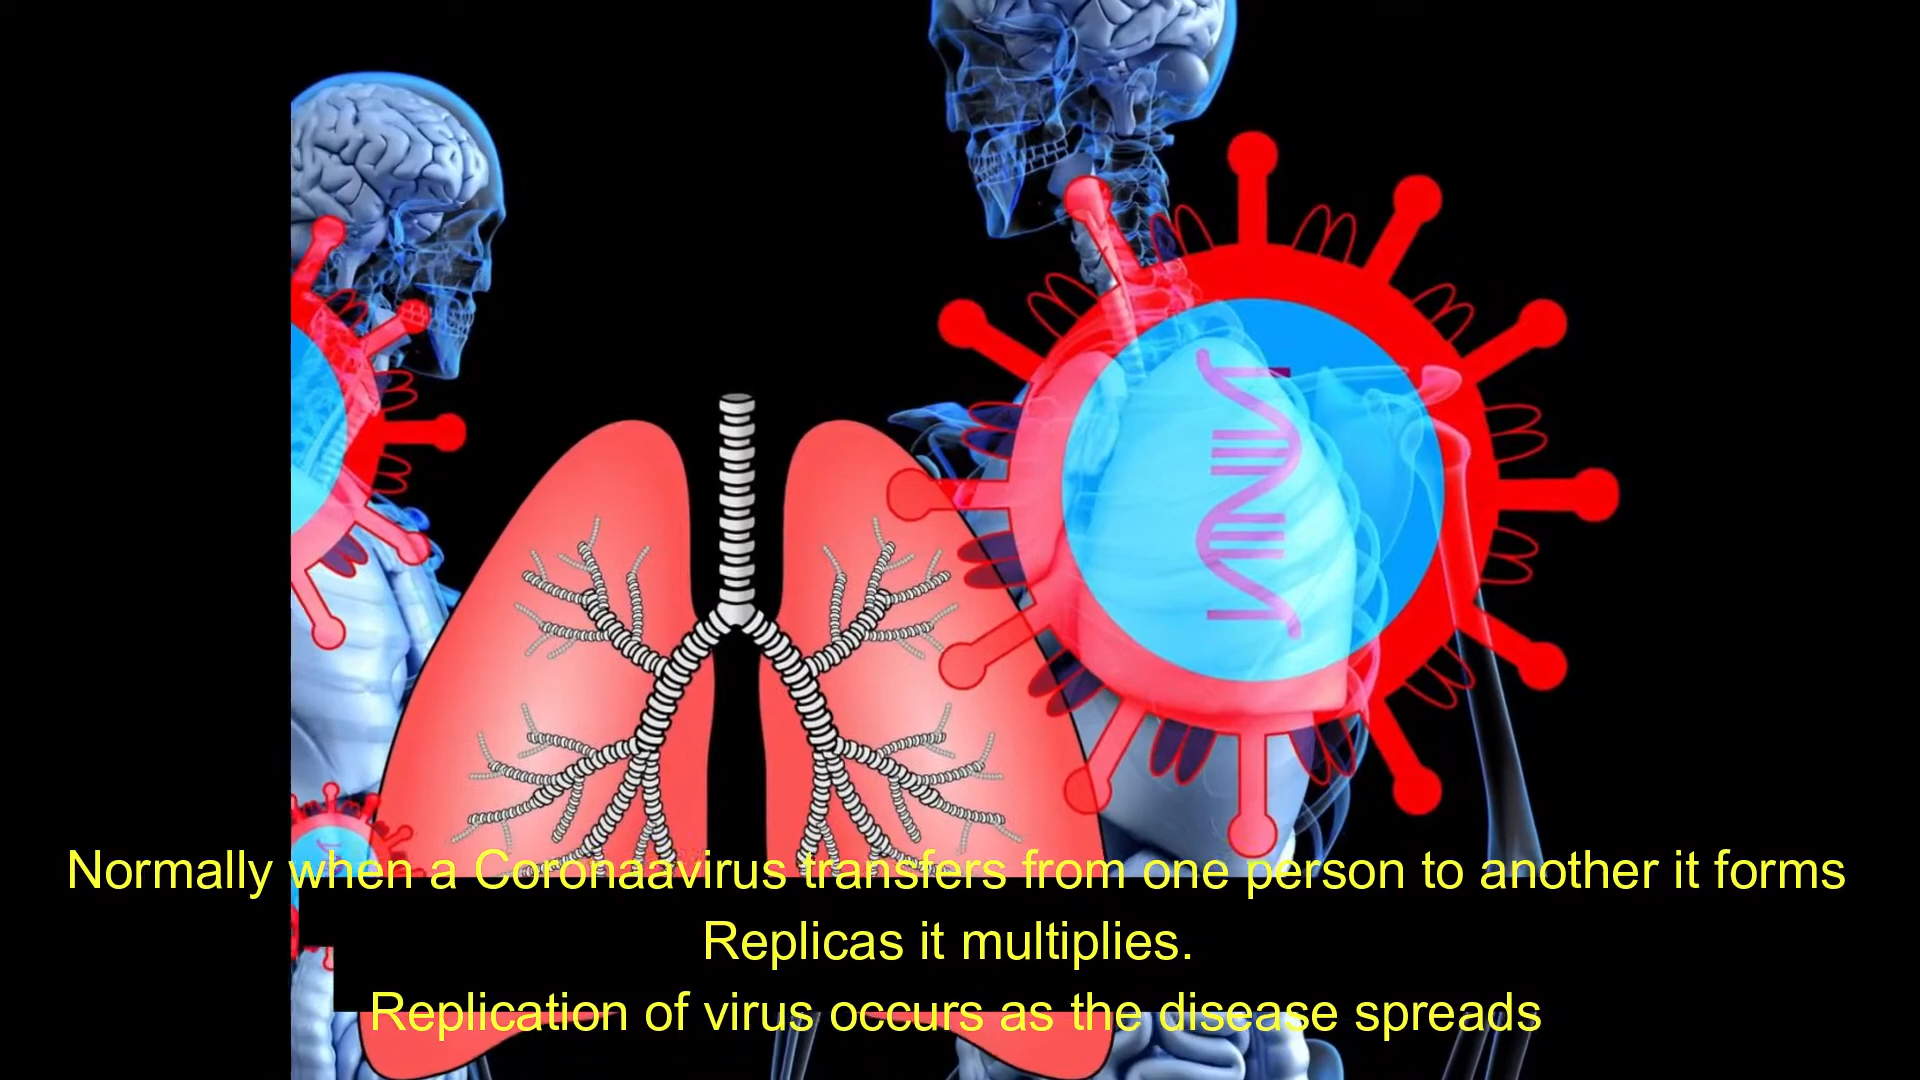 Normally when a Coronaavirus transfers from one person to another it forms
Replicas it multiplies.
Replication of virus occurs as the disease spreads